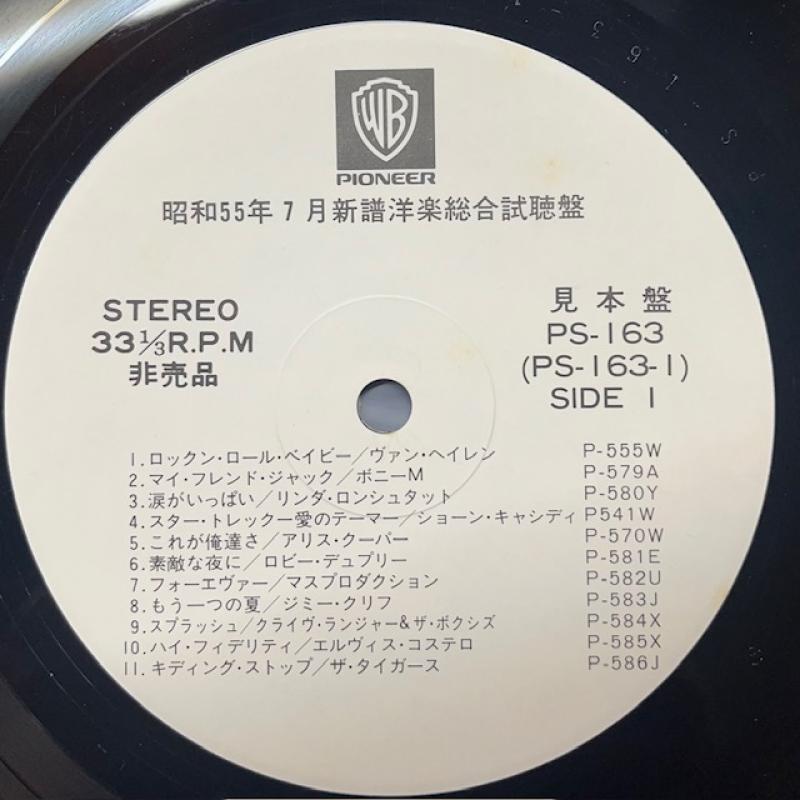 WB
PIONEER
昭和55年7月新譜洋楽総合試聴盤
STEREO
33 1/3 R.P.M
非売品
見本盤
PS-163
(PS-163-1)
SIDE 1
1. ロックン・ロール・ベイビー/ヴァン・ヘイレン P-555W
2. マイ・フレンド・ジャック/ボニーM P-579A
3. 涙がいっぱい/リンダ・ロンシュタット P-580Y
4. スター・トレックー愛のテーマー/ショーン・キャシディ P541W
5. これが俺達さ/アリス・クーパー P-570W
6. 素敵な夜に/ロビー・デュプリー P-581E
7. フォーエヴァー/マスプロダクション P-582U
8. もう一つの夏/ジミー・クリフ P-583J
9. スプラッシュ/クライヴ・ランジャー&ザ・ボクシズ P-584X
10. ハイ・フィデリティ/エルヴィス・コステロ P-585X
11. キディング・ストップ/ザ・タイガース P-586J